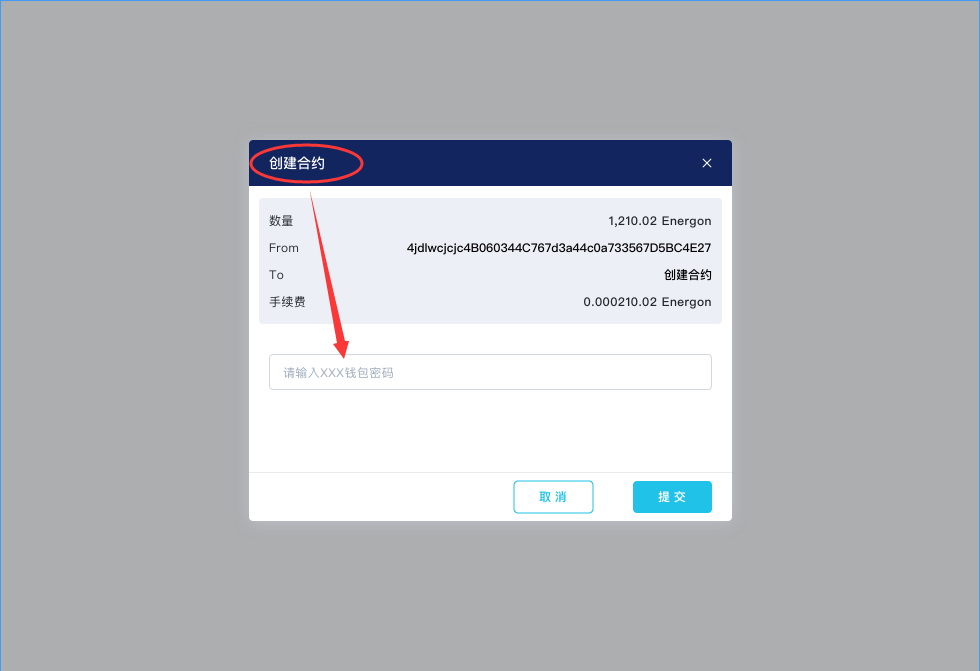 创建合约
数量 1,210.02 Energon
From 4jdlwcjcjc4B060344C767d3a44c0a733567D5BC4E27
To 创建合约
手续费 0.000210.02 Energon
请输入XXX钱包密码
取消 提交